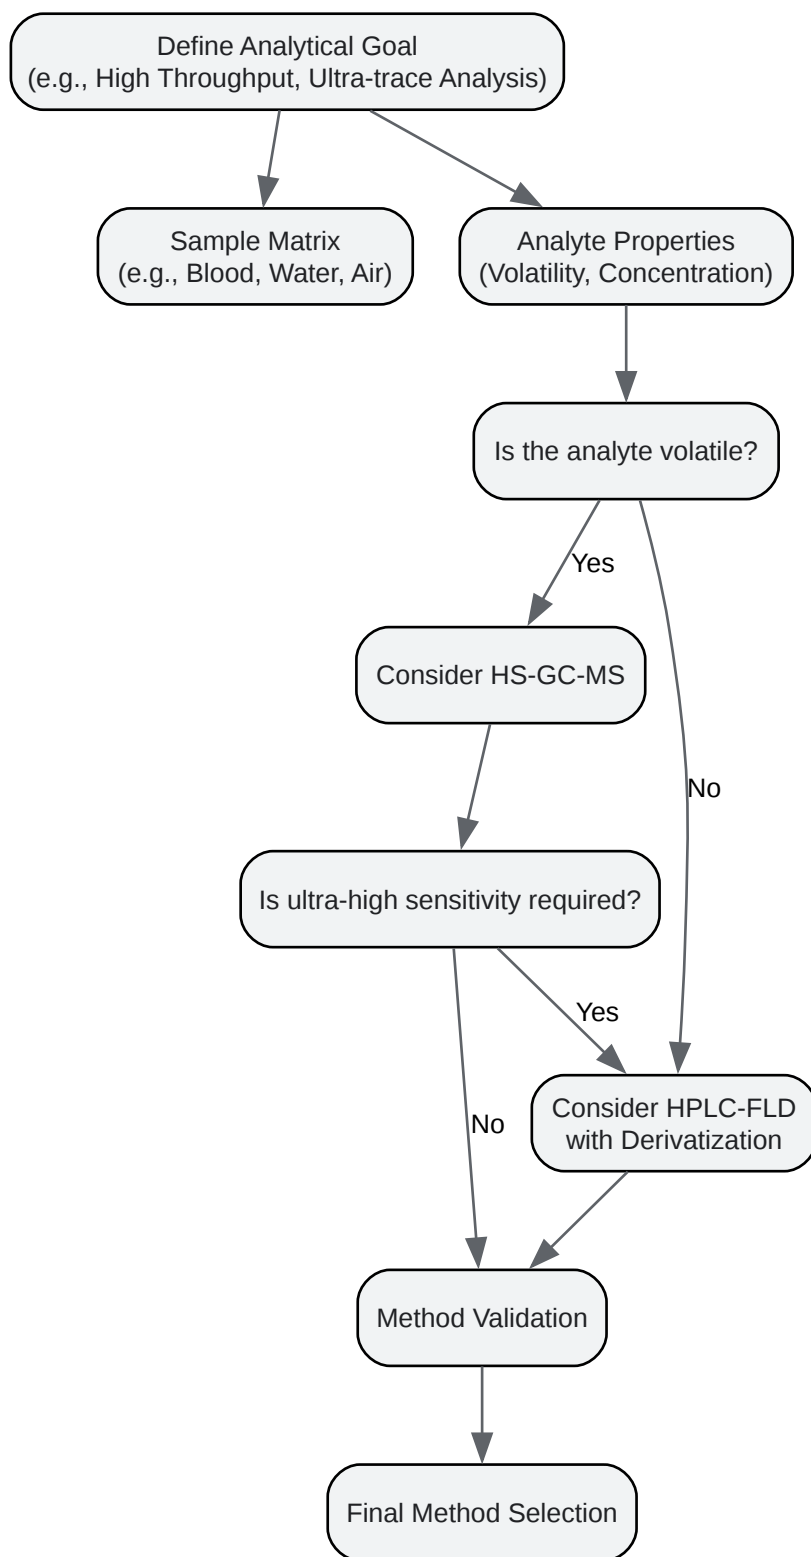 Define Analytical Goal
(e.g., High Throughput, Ultra-trace Analysis)
Sample Matrix
(e.g., Blood, Water, Air)
Analyte Properties
(Volatility, Concentration)
Is the analyte volatile?
Yes
Consider HS-GC-MS
No
Is ultra-high sensitivity required?
Yes
Consider HPLC-FLD
with Derivatization
No
Method Validation
Final Method Selection